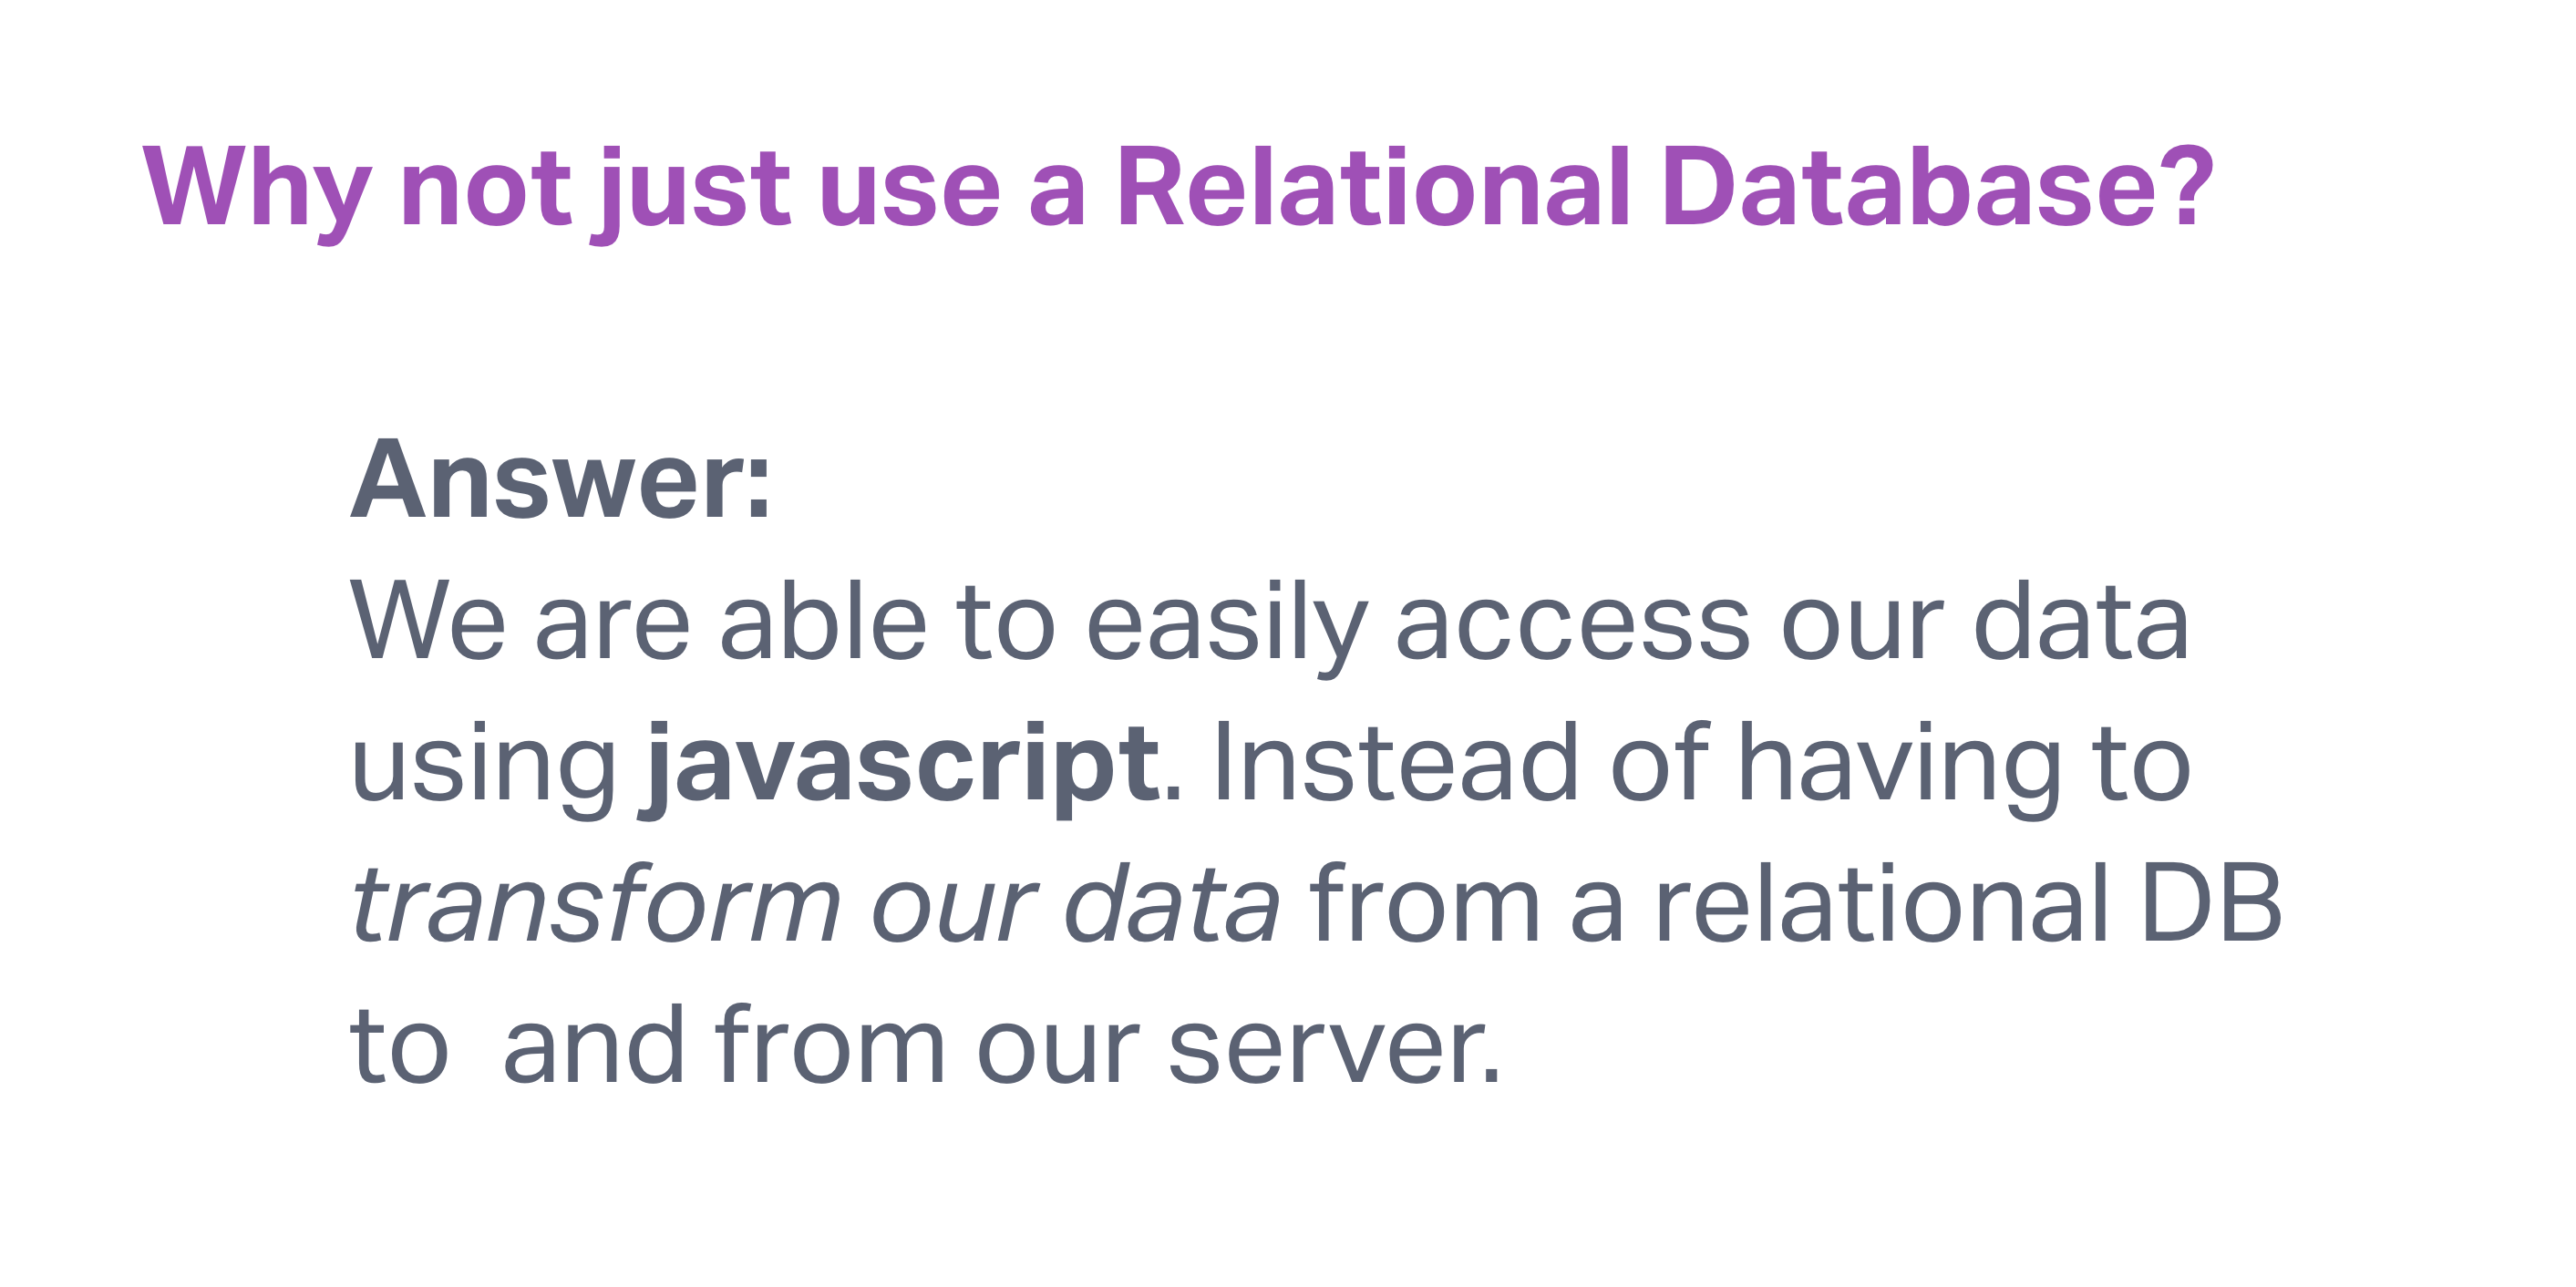 Why not just use a Relational Database?
Answer:
We are able to easily access our data
using javascript. Instead of having to
transform our data from a relational DB
to  and from our server.